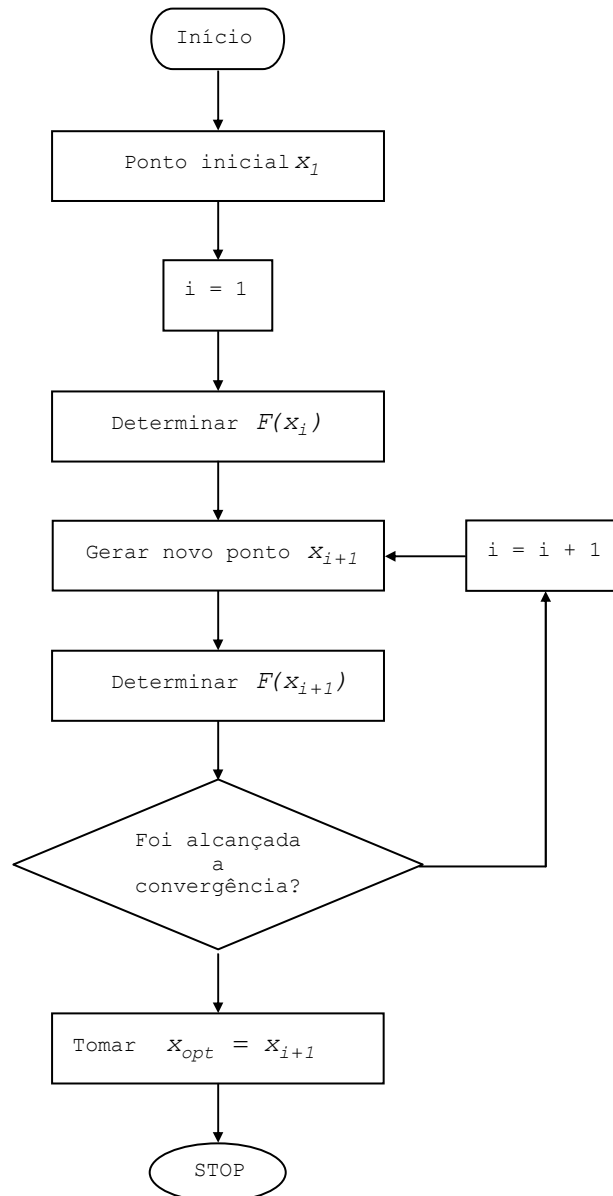 Início
Ponto inicial x₁
i = 1
Determinar F(xᵢ)
Gerar novo ponto xᵢ₊₁
i = i + 1
Determinar F(xᵢ₊₁)
Foi alcançada
a
convergência?
Tomar x_opt = xᵢ₊₁
STOP